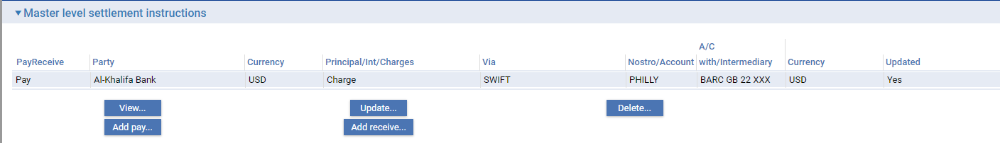 Master level settlement instructions
A/C
PayReceive Party Currency Principal/Int/Charges Via Nostro/Account with/Intermediary Currency Updated
Pay Al-Khalifa Bank USD Charge SWIFT PHILLY BARC GB 22 XXX USD Yes
View... Update... Delete...
Add pay... Add receive...